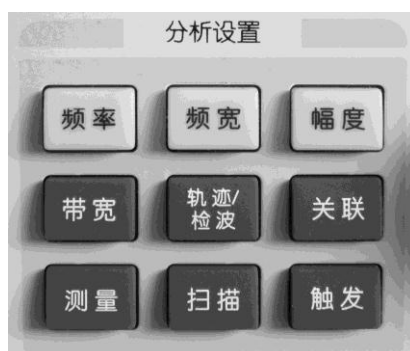 分析设置
频率 频宽 幅度
带宽 轨迹/检波 关联
测量 扫描 触发